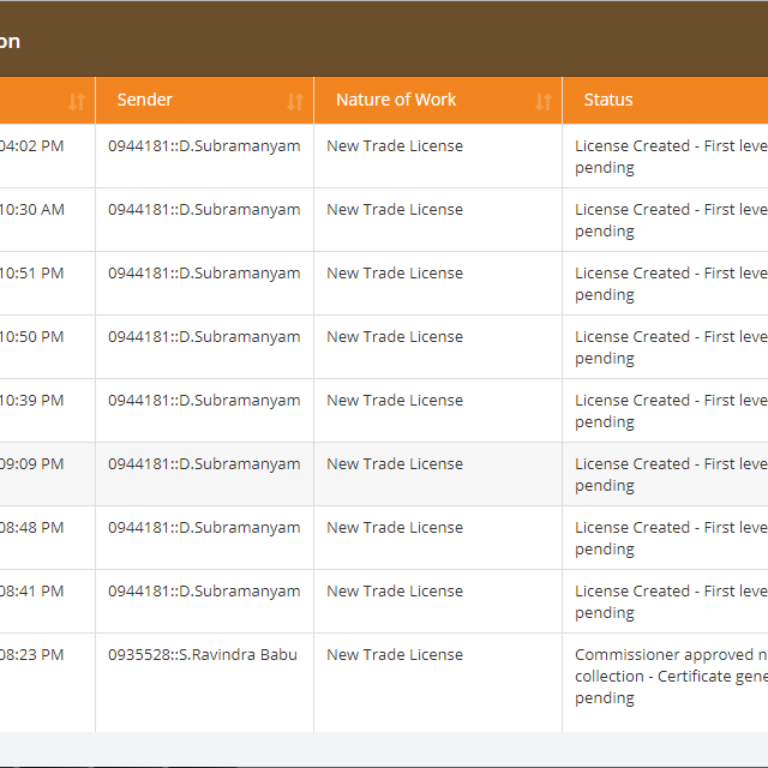 on
Sender Nature of Work Status
04:02 PM 0944181::D.Subramanyam New Trade License License Created - First leve
pending
10:30 AM 0944181::D.Subramanyam New Trade License License Created - First leve
pending
10:51 PM 0944181::D.Subramanyam New Trade License License Created - First leve
pending
10:50 PM 0944181::D.Subramanyam New Trade License License Created - First leve
pending
10:39 PM 0944181::D.Subramanyam New Trade License License Created - First leve
pending
09:09 PM 0944181::D.Subramanyam New Trade License License Created - First leve
pending
08:48 PM 0944181::D.Subramanyam New Trade License License Created - First leve
pending
08:41 PM 0944181::D.Subramanyam New Trade License License Created - First leve
pending
08:23 PM 0935528::S.Ravindra Babu New Trade License Commissioner approved n
collection - Certificate gene
pending